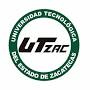 UNIVERSIDAD TECNOLÓGICA
UTzac
DEL ESTADO DE ZACATECAS